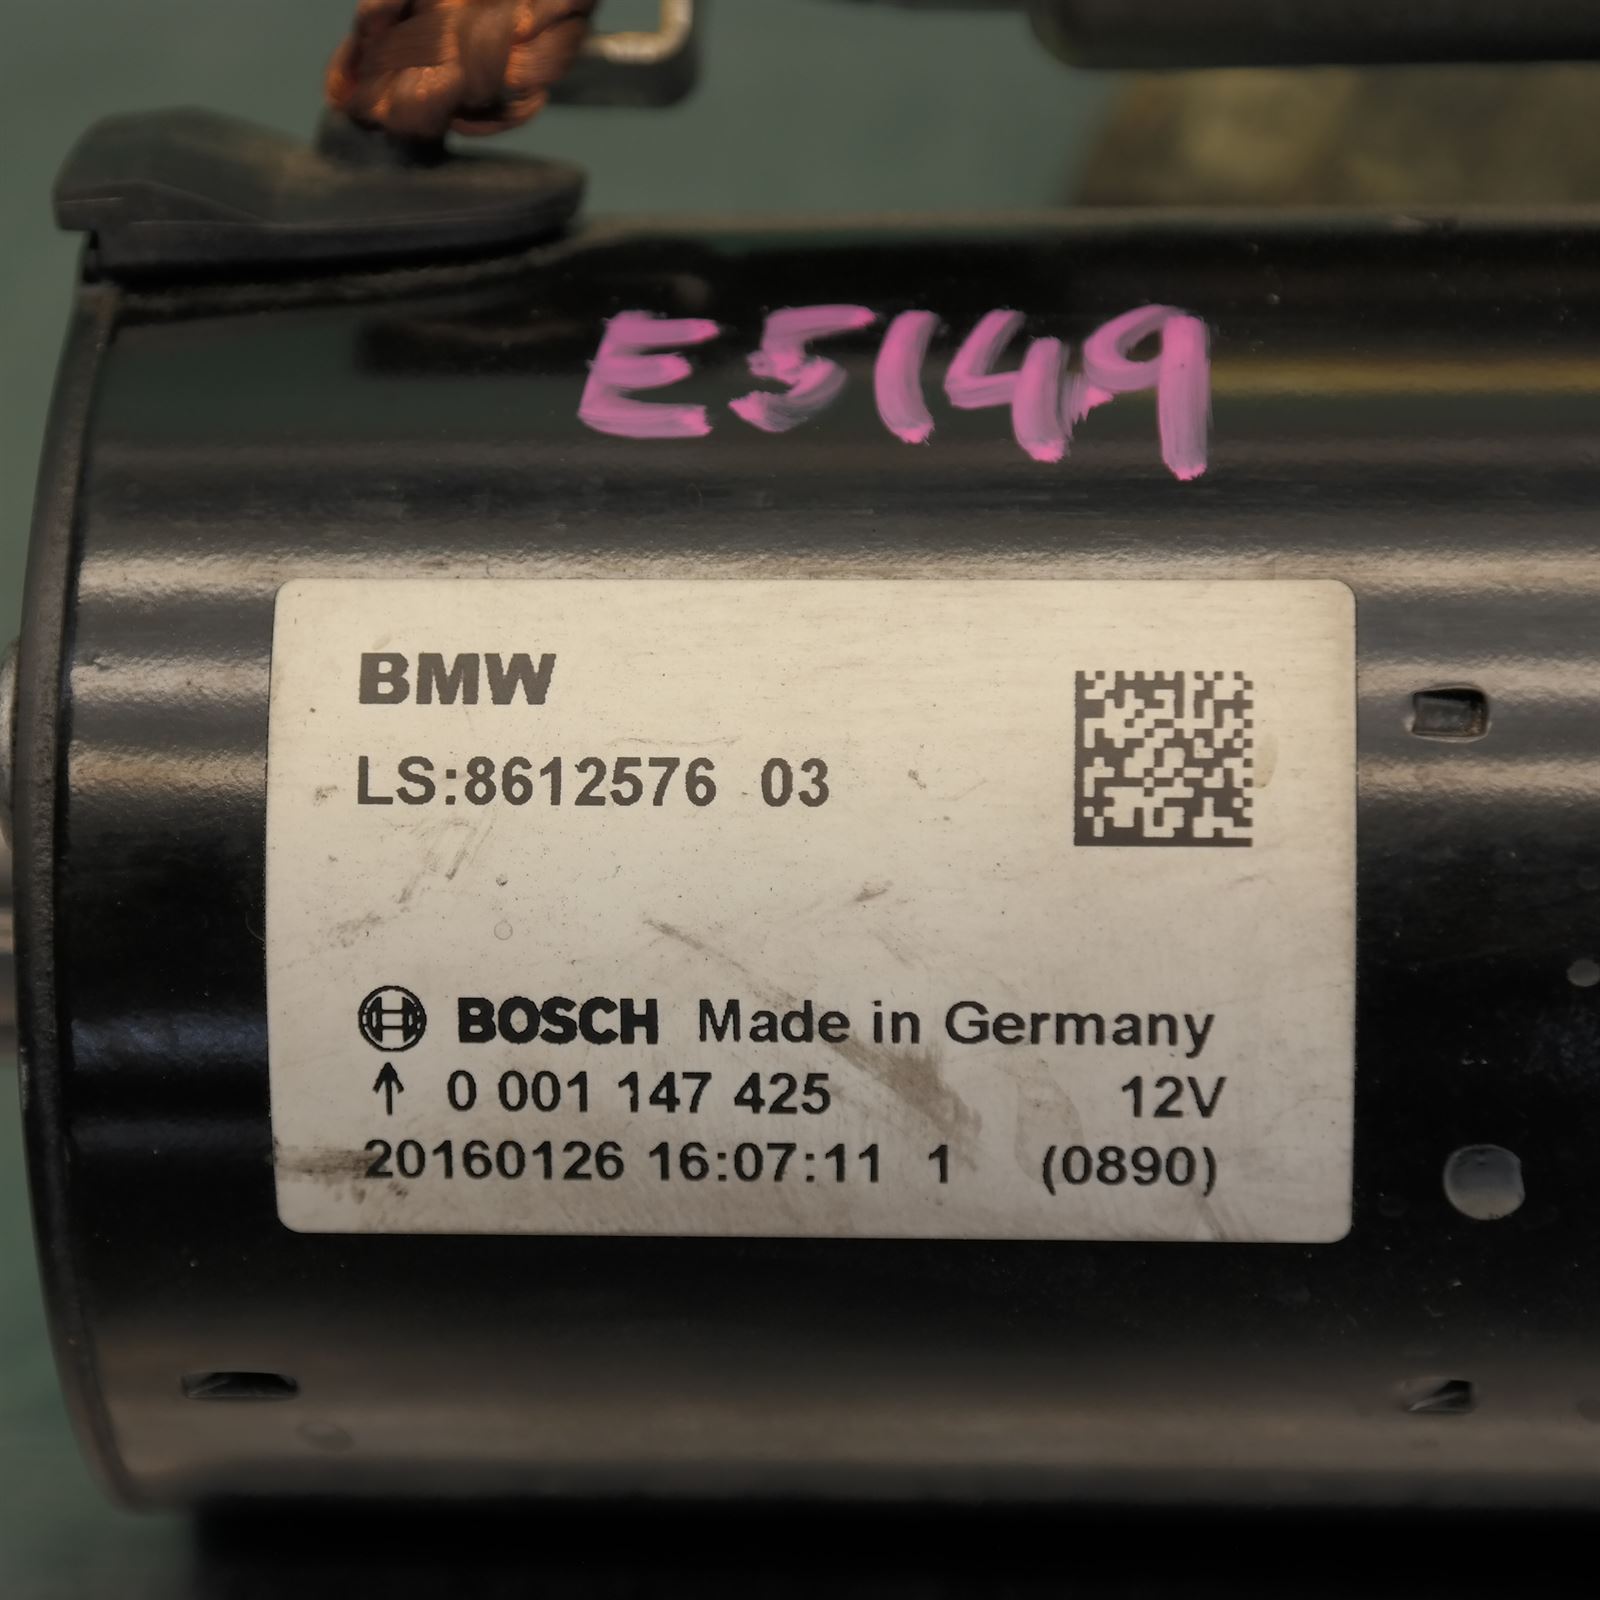 E5149
BMW
LS:8612576 03
BOSCH Made in Germany
↑ 0 001 147 425 12V
20160126 16:07:11 1 (0890)